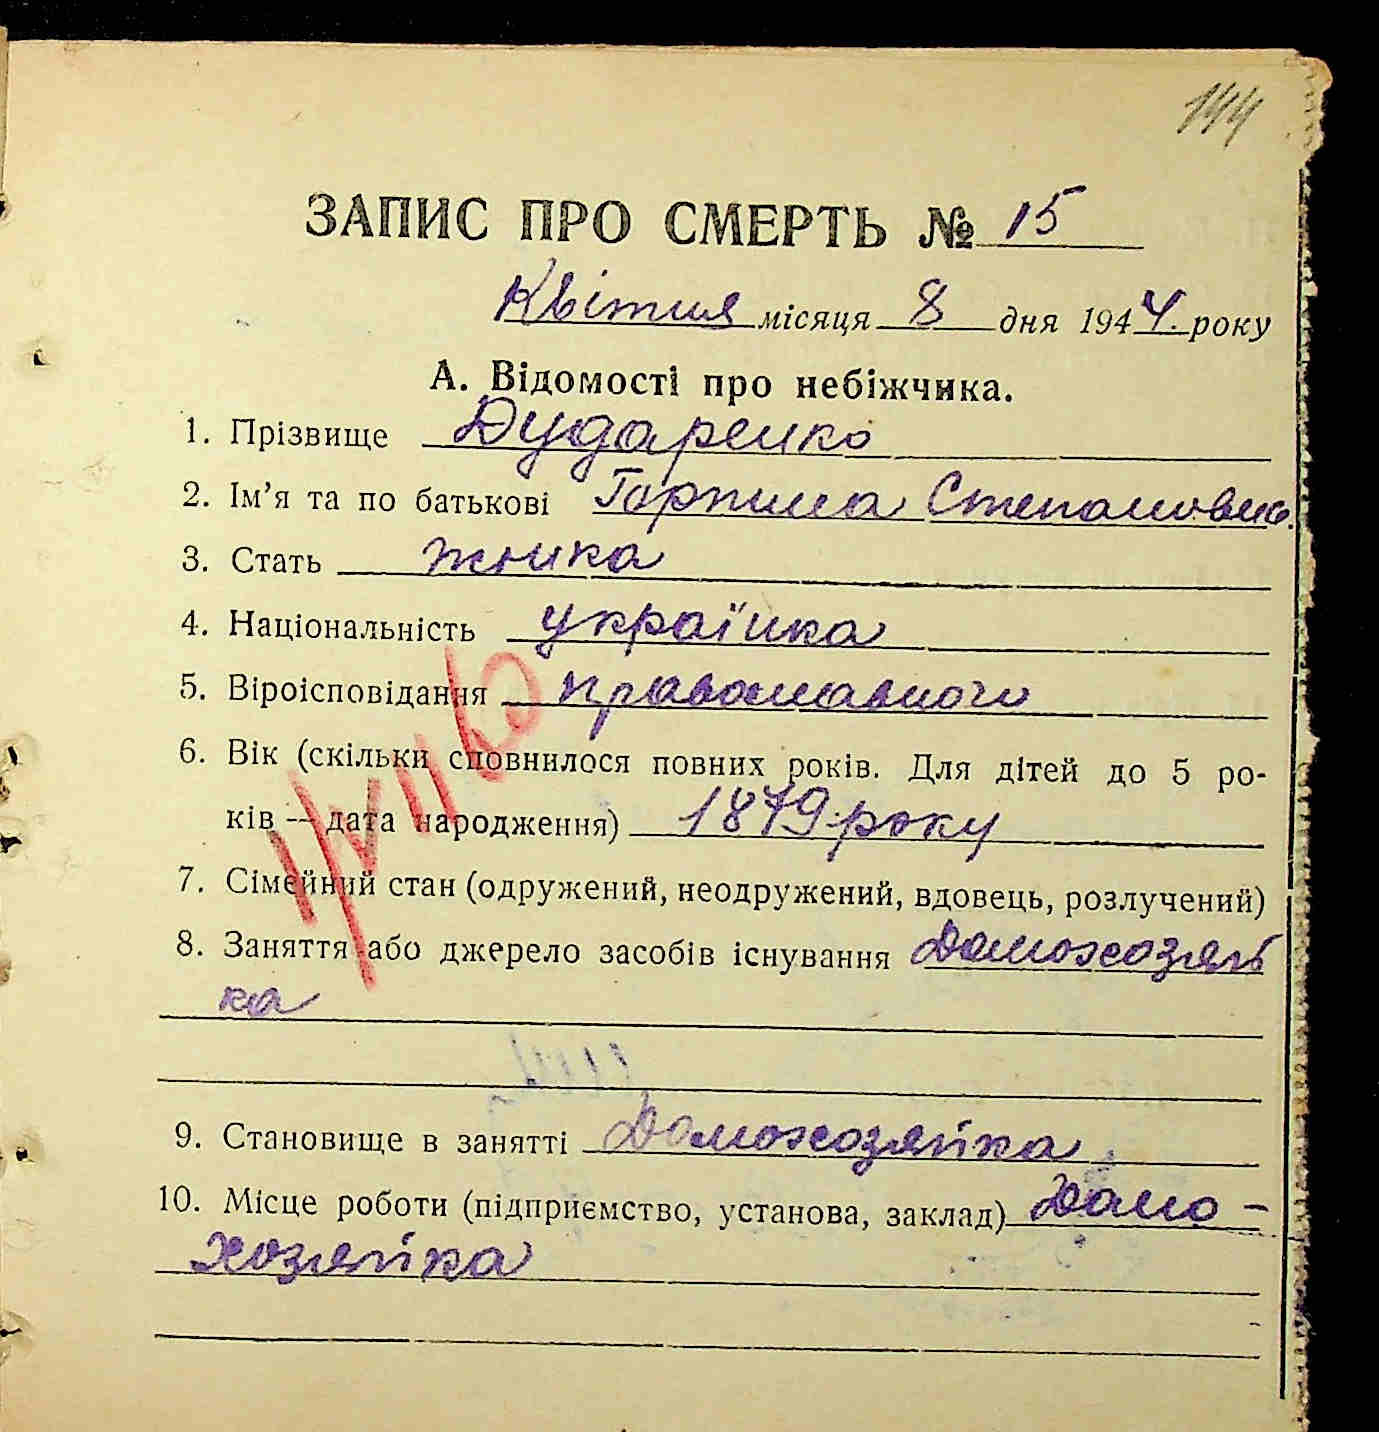 144
ЗАПИС ПРО СМЕРТЬ № 15
Квітня місяця 8 дня 1944. року
А. Відомості про небіжчика.
1. Прізвище Дударенко
2. Ім'я та по батькові Горпина Степановна
3. Стать жінка
4. Національність українка
5. Віроісповідання православного
6. Вік (скільки сповнилося повних років. Для дітей до 5 ро-
ків — дата народження) 1879 року
7. Сімейний стан (одружений, неодружений, вдовець, розлучений)
8. Заняття або джерело засобів існування Домохозяй
ка
9. Становище в занятті Домохозяйка
10. Місце роботи (підприємство, установа, заклад) Домо-
хозяйка